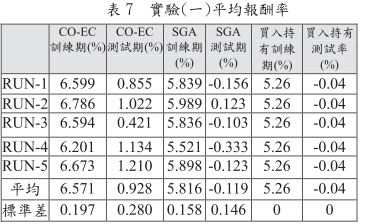 表 7 實驗(一)平均報酬率
CO-EC 訓練期(%) CO-EC 測試期(%) SGA 訓練期 (%) SGA 測試期 (%) 買入持有訓練期(%) 買入持有測試率(%)
RUN-1 6.599 0.855 5.839 -0.156 5.26 -0.04
RUN-2 6.786 1.022 5.989 0.123 5.26 -0.04
RUN-3 6.594 0.421 5.836 -0.103 5.26 -0.04
RUN-4 6.201 1.134 5.521 -0.333 5.26 -0.04
RUN-5 6.673 1.210 5.898 -0.123 5.26 -0.04
平均 6.571 0.928 5.816 -0.119 5.26 -0.04
標準差 0.197 0.280 0.158 0.146 0 0